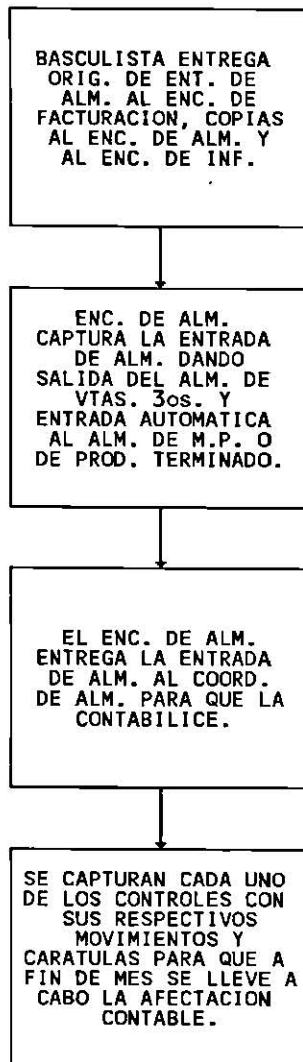 BASCULISTA ENTREGA
ORIG. DE ENT. DE
ALM. AL ENC. DE
FACTURACION, COPIAS
AL ENC. DE ALM. Y
AL ENC. DE INF.
ENC. DE ALM.
CAPTURA LA ENTRADA
DE ALM. DANDO
SALIDA DEL ALM. DE
VTAS. 3os. Y
ENTRADA AUTOMATICA
AL ALM. DE M.P. O
DE PROD. TERMINADO.
EL ENC. DE ALM.
ENTREGA LA ENTRADA
DE ALM. AL COORD.
DE ALM. PARA QUE LA
CONTABILICE.
SE CAPTURAN CADA UNO
DE LOS CONTROLES CON
SUS RESPECTIVOS
MOVIMIENTOS Y
CARATULAS PARA QUE A
FIN DE MES SE LLEVE A
CABO LA AFECTACION
CONTABLE.